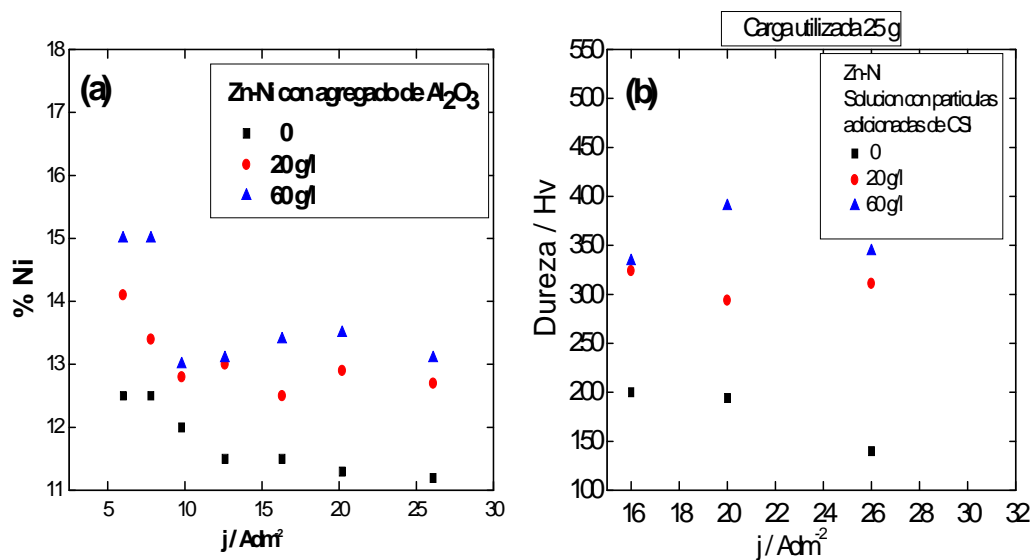 (a)
Zn-Ni con agregado de Al2O3
0
20 g/l
60 g/l
% Ni
18
17
16
15
14
13
12
11
5
10
15
20
25
30
j / Adm²
Carga utilizada 25 g
(b)
Zn-Ni
Solucion con particulas
adicionadas de CSi
0
20 g/l
60 g/l
Dureza / Hv
550
500
450
400
350
300
250
200
150
100
16
18
20
22
24
26
28
30
32
j / Adm⁻²